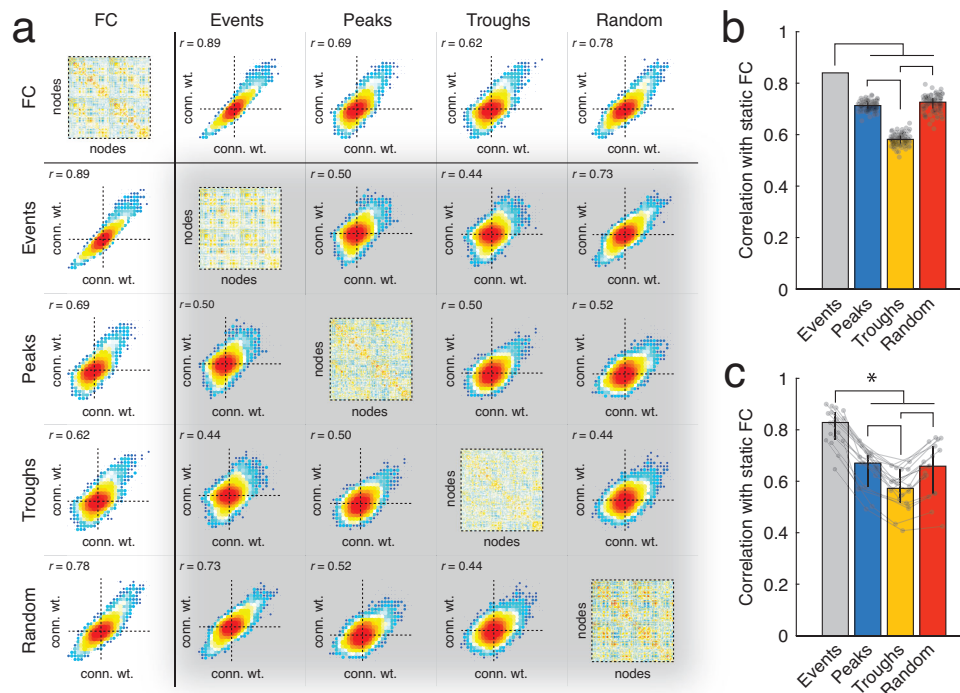 a
FC
Events
Peaks
Troughs
Random
FC
nodes
nodes
r = 0.89
conn. wt.
conn. wt.
r = 0.69
conn. wt.
conn. wt.
r = 0.62
conn. wt.
conn. wt.
r = 0.78
conn. wt.
conn. wt.
Events
r = 0.89
conn. wt.
conn. wt.
nodes
nodes
r = 0.50
conn. wt.
conn. wt.
r = 0.44
conn. wt.
conn. wt.
r = 0.73
conn. wt.
conn. wt.
Peaks
r = 0.69
conn. wt.
conn. wt.
r = 0.50
conn. wt.
conn. wt.
nodes
nodes
r = 0.50
conn. wt.
conn. wt.
r = 0.52
conn. wt.
conn. wt.
Troughs
r = 0.62
conn. wt.
conn. wt.
r = 0.44
conn. wt.
conn. wt.
r = 0.50
conn. wt.
conn. wt.
nodes
nodes
r = 0.44
conn. wt.
conn. wt.
Random
r = 0.78
conn. wt.
conn. wt.
r = 0.73
conn. wt.
conn. wt.
r = 0.52
conn. wt.
conn. wt.
r = 0.44
conn. wt.
conn. wt.
nodes
nodes
b
Correlation with static FC
1
0.8
0.6
0.4
0.2
0
Events
Peaks
Troughs
Random
c
Correlation with static FC
1
0.8
0.6
0.4
0.2
0
*
Events
Peaks
Troughs
Random